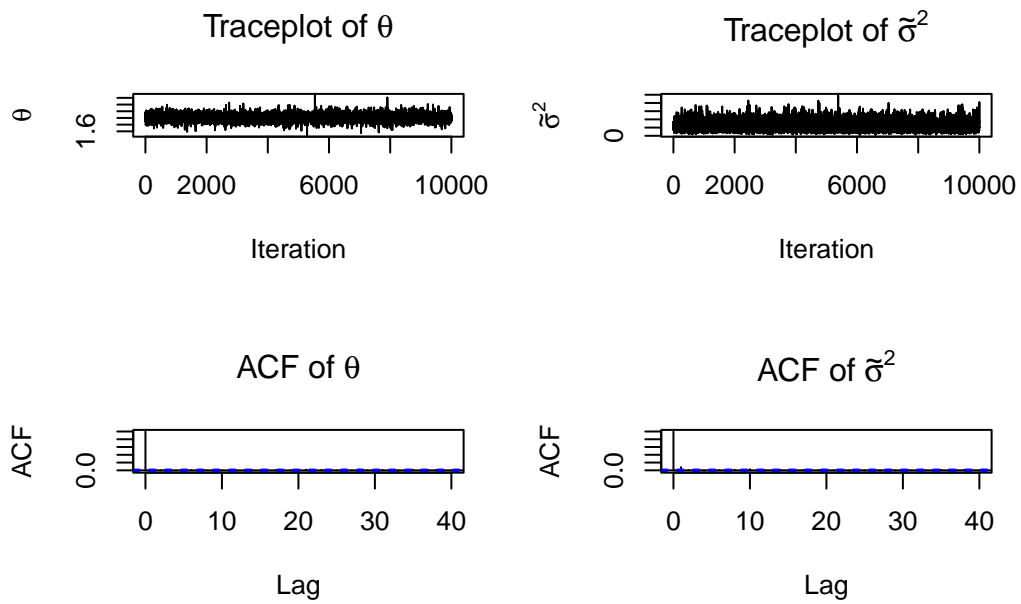 Traceplot of θ
θ
1.6
0 2000 6000 10000
Iteration
Traceplot of σ̃²
σ̃²
0
0 2000 6000 10000
Iteration
ACF of θ
ACF
0.0
0 10 20 30 40
Lag
ACF of σ̃²
ACF
0.0
0 10 20 30 40
Lag